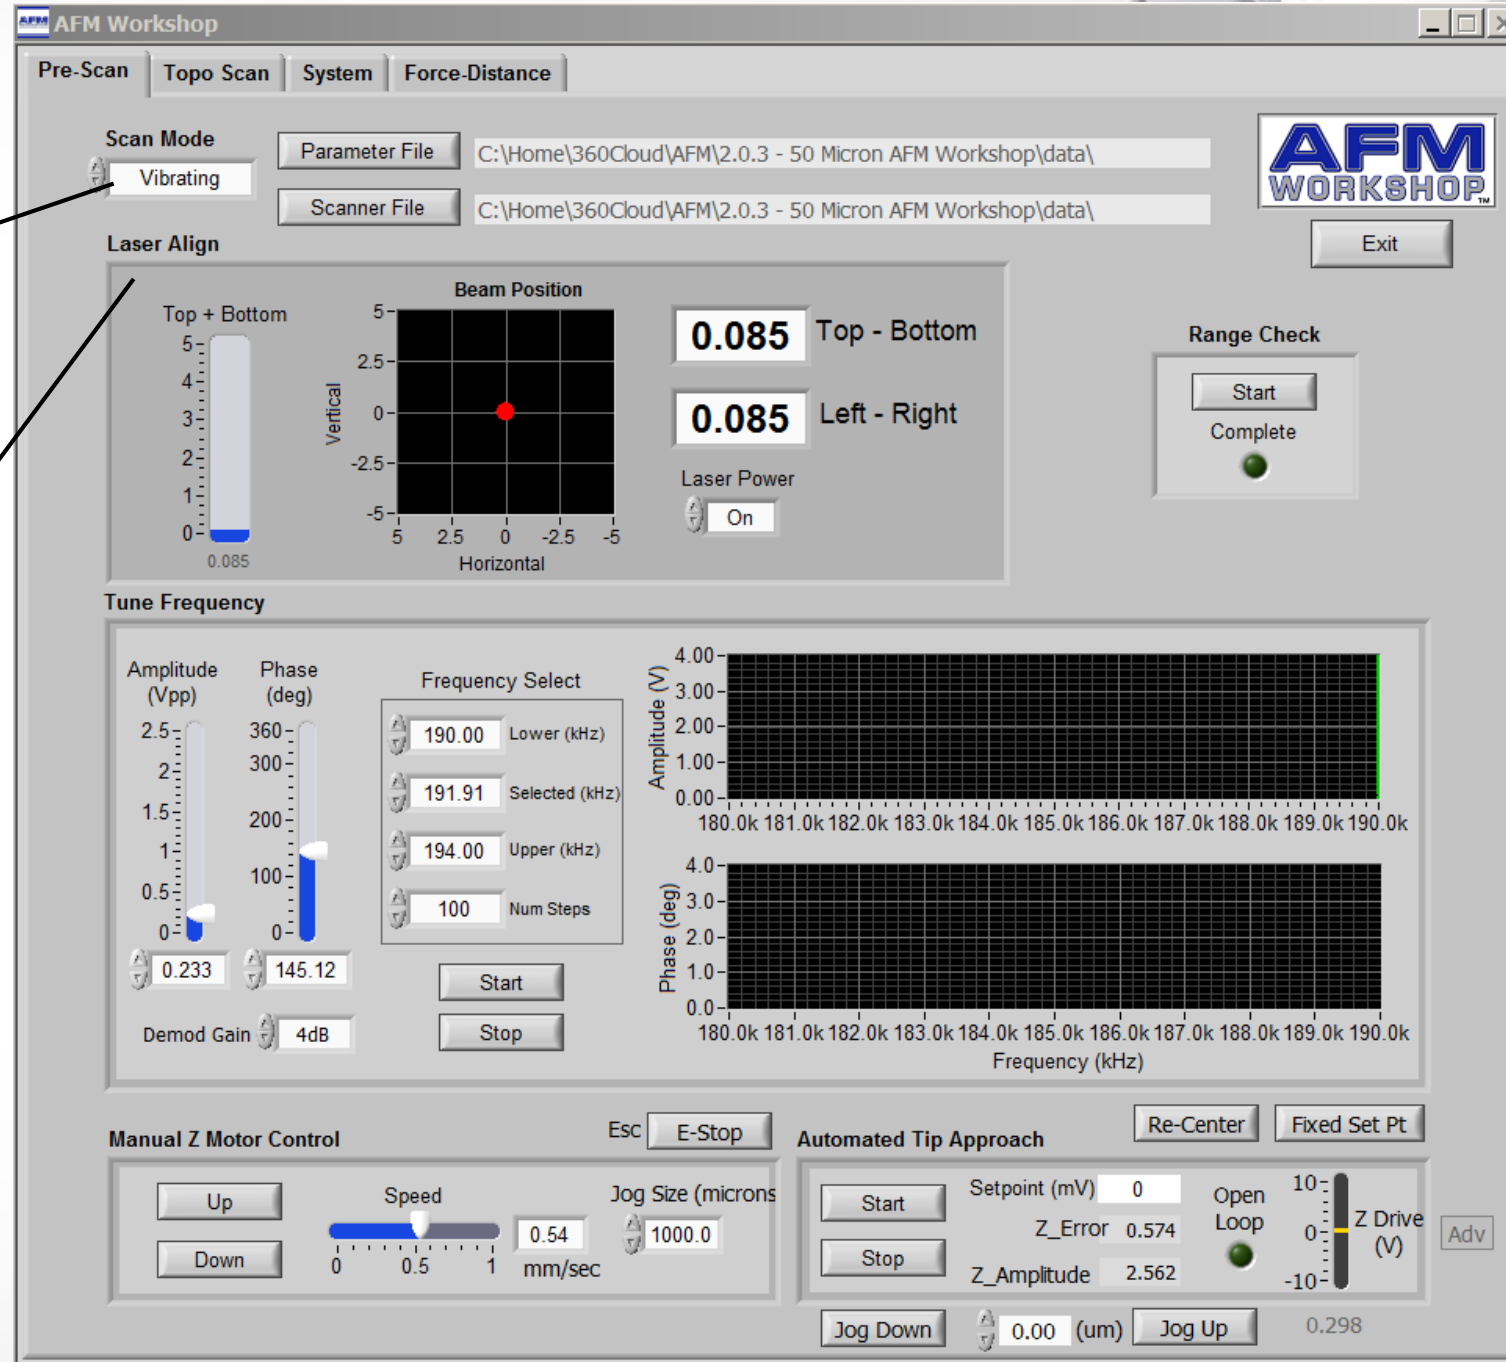 AFM Workshop
Pre-Scan Topo Scan System Force-Distance
Scan Mode
Vibrating
Parameter File C:\Home\360Cloud\AFM\2.0.3 - 50 Micron AFM Workshop\data\
Scanner File C:\Home\360Cloud\AFM\2.0.3 - 50 Micron AFM Workshop\data\
AFM
WORKSHOP TM
Exit
Laser Align
Top + Bottom
5
4
3
2
1
0
0.085
Beam Position
Vertical
5
2.5
0
-2.5
-5
5 2.5 0 -2.5 -5
Horizontal
0.085 Top - Bottom
0.085 Left - Right
Laser Power
On
Range Check
Start
Complete
Tune Frequency
Amplitude
(Vpp)
2.5
2
1.5
1
0.5
0
0.233
Phase
(deg)
360
300
200
100
0
145.12
Demod Gain 4dB
Frequency Select
190.00 Lower (kHz)
191.91 Selected (kHz)
194.00 Upper (kHz)
100 Num Steps
Start
Stop
Amplitude (V)
4.00
3.00
2.00
1.00
0.00
180.0k 181.0k 182.0k 183.0k 184.0k 185.0k 186.0k 187.0k 188.0k 189.0k 190.0k
Phase (deg)
4.0
3.0
2.0
1.0
0.0
180.0k 181.0k 182.0k 183.0k 184.0k 185.0k 186.0k 187.0k 188.0k 189.0k 190.0k
Frequency (kHz)
Manual Z Motor Control
Esc E-Stop
Up
Down
Speed
0 0.5 1
0.54
mm/sec
Jog Size (microns
1000.0
Automated Tip Approach
Re-Center Fixed Set Pt
Start
Stop
Setpoint (mV) 0
Z_Error 0.574
Z_Amplitude 2.562
Open
Loop
10
0
-10
Z Drive
(V)
Adv
Jog Down 0.00 (um) Jog Up 0.298